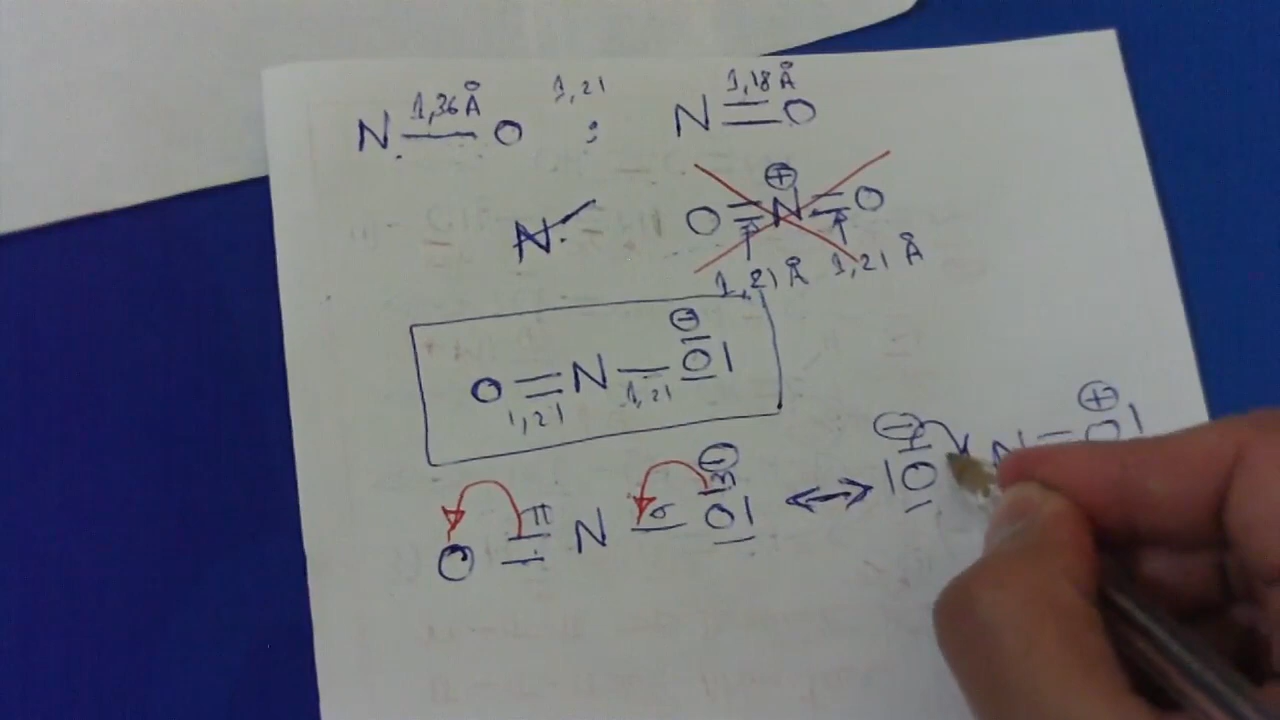 1,36 Å 1,21 1,18 Å
N — O ; N = O
⊕
N O = N = O
1,21 Å 1,21 Å
⊖
O = N — O
1,21 1,21
⊖ ⊖ ⊕
π σ
O = N — O ↔ O N = O